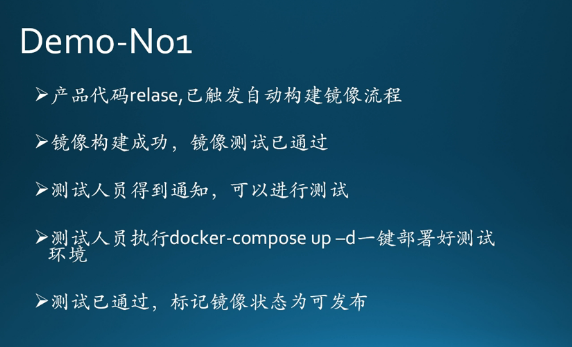 Demo-No1
➢产品代码relase,已触发自动构建镜像流程
➢镜像构建成功，镜像测试已通过
➢测试人员得到通知，可以进行测试
➢测试人员执行docker-compose up –d一键部署好测试
环境
➢测试已通过，标记镜像状态为可发布